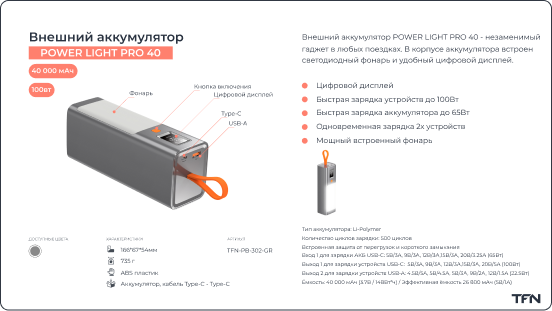 Внешний аккумулятор
POWER LIGHT PRO 40
40 000 мАч
100вт
Фонарь
Кнопка включения
Цифровой дисплей
Type-C
USB-A
ДОСТУПНЫЕ ЦВЕТА
ХАРАКТЕРИСТИКИ
АРТИКУЛ
166*67*54мм
735 г
ABS пластик
Аккумулятор, кабель Type-C - Type-C
TFN-PB-302-GR
Внешний аккумулятор POWER LIGHT PRO 40 - незаменимый
гаджет в любых поездках. В корпусе аккумулятора встроен
светодиодный фонарь и удобный цифровой дисплей.
Цифровой дисплей
Быстрая зарядка устройств до 100Вт
Быстрая зарядка аккумулятора до 65Вт
Одновременная зарядка 2х устройств
Мощный встроенный фонарь
Тип аккумулятора: Li-Polymer
Количество циклов зарядки: 500 циклов
Встроенная защита от перегрузок и короткого замыкания
Вход 1 для зарядки АКБ USB-C: 5В/3А, 9В/3А, 12В/3А,15В/3А, 20В/3.25А (65Вт)
Выход 1 для зарядки устройств USB-C: 5В/3А, 9В/3А, 12В/3А,15В/3А, 20В/5А (100Вт)
Выход 2 для зарядки устройств USB-A: 4.5В/5А, 5В/4.5А, 5В/3А, 9В/2А, 12В/1.5А (22.5Вт)
Ёмкость: 40 000 мАч (3.7В / 148Вт*ч) / Эффективная ёмкость 26 800 мАч (5В/1А)
TFN